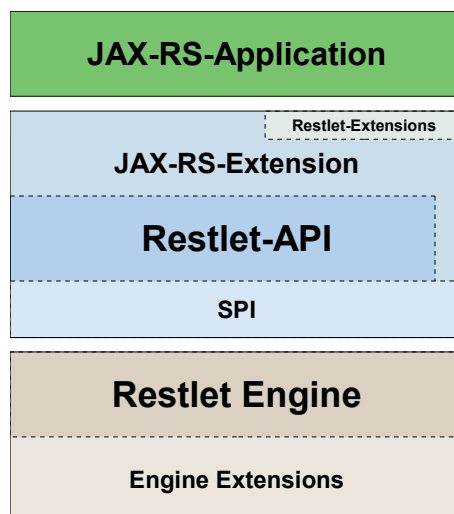 JAX-RS-Application
Restlet-Extensions
JAX-RS-Extension
Restlet-API
SPI
Restlet Engine
Engine Extensions